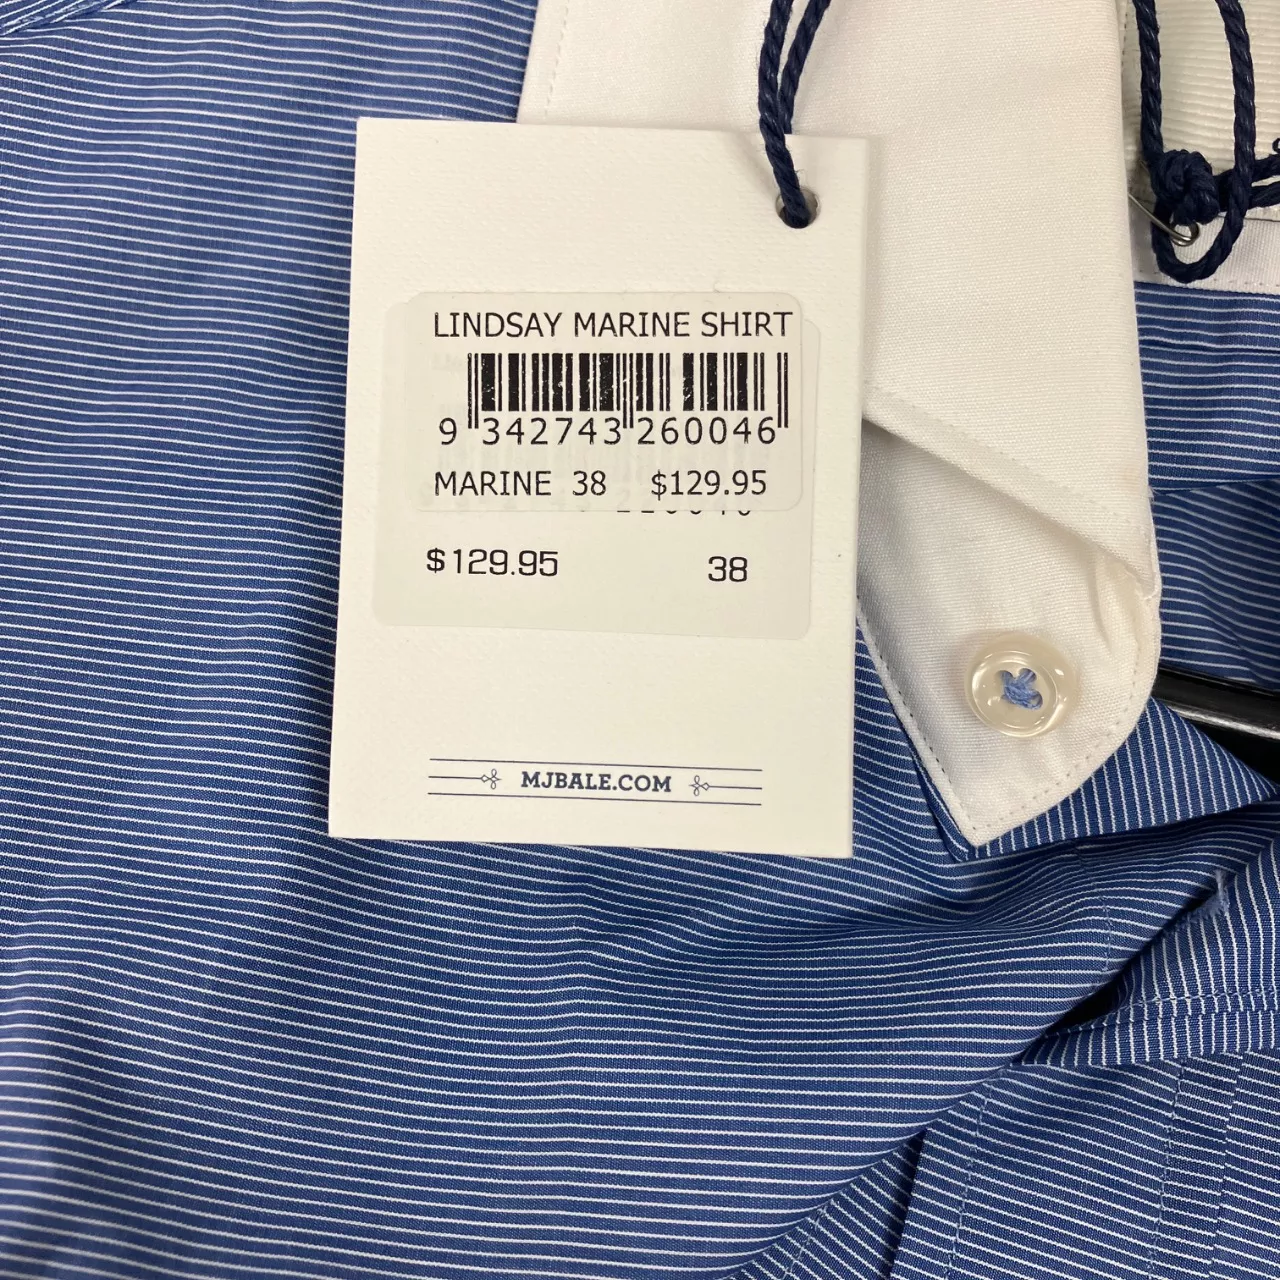 LINDSAY MARINE SHIRT
9 342743 260046
MARINE 38 $129.95
$129.95 38
MJBALE.COM